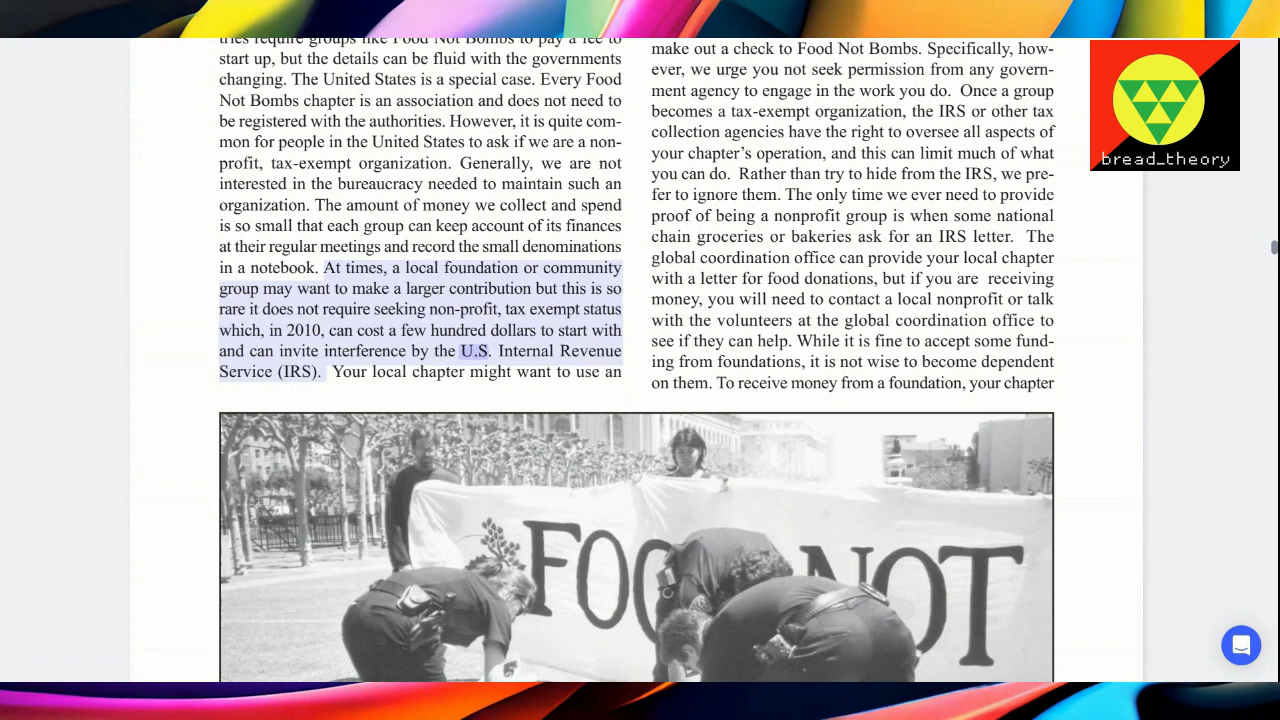 tries require groups like Food Not Bombs to pay a fee to
start up, but the details can be fluid with the governments
changing. The United States is a special case. Every Food
Not Bombs chapter is an association and does not need to
be registered with the authorities. However, it is quite com-
mon for people in the United States to ask if we are a non-
profit, tax-exempt organization. Generally, we are not
interested in the bureaucracy needed to maintain such an
organization. The amount of money we collect and spend
is so small that each group can keep account of its finances
at their regular meetings and record the small denominations
in a notebook. At times, a local foundation or community
group may want to make a larger contribution but this is so
rare it does not require seeking non-profit, tax exempt status
which, in 2010, can cost a few hundred dollars to start with
and can invite interference by the U.S. Internal Revenue
Service (IRS). Your local chapter might want to use an
make out a check to Food Not Bombs. Specifically, how-
ever, we urge you not seek permission from any govern-
ment agency to engage in the work you do. Once a group
becomes a tax-exempt organization, the IRS or other tax
collection agencies have the right to oversee all aspects of
your chapter's operation, and this can limit much of what
you can do. Rather than try to hide from the IRS, we pre-
fer to ignore them. The only time we ever need to provide
proof of being a nonprofit group is when some national
chain groceries or bakeries ask for an IRS letter. The
global coordination office can provide your local chapter
with a letter for food donations, but if you are receiving
money, you will need to contact a local nonprofit or talk
with the volunteers at the global coordination office to
see if they can help. While it is fine to accept some fund-
ing from foundations, it is not wise to become dependent
on them. To receive money from a foundation, your chapter
bread_theory
FOO NOT